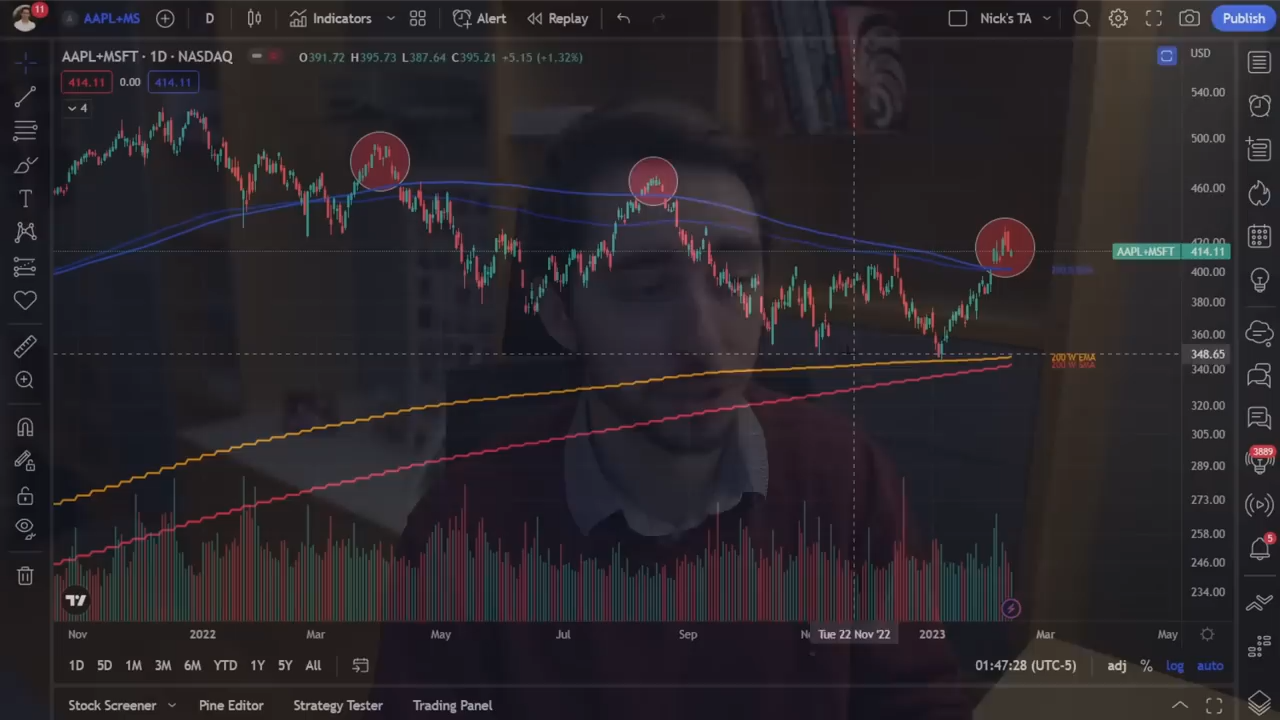 11
AAPL+MS
D
Indicators
Alert
Replay
Nick's TA
Publish
AAPL+MSFT · 1D · NASDAQ
O391.72 H395.73 L387.64 C395.21 +5.15 (+1.32%)
USD
414.11 0.00 414.11
4
540.00
500.00
460.00
420.00
AAPL+MSFT 414.11
400.00
380.00
360.00
348.65
200 W EMA
340.00
320.00
305.00
289.00
273.00
258.00
246.00
234.00
3889
5
Nov 2022 Mar May Jul Sep Tue 22 Nov '22 2023 Mar May
1D 5D 1M 3M 6M YTD 1Y 5Y All
01:47:28 (UTC-5) adj % log auto
Stock Screener Pine Editor Strategy Tester Trading Panel